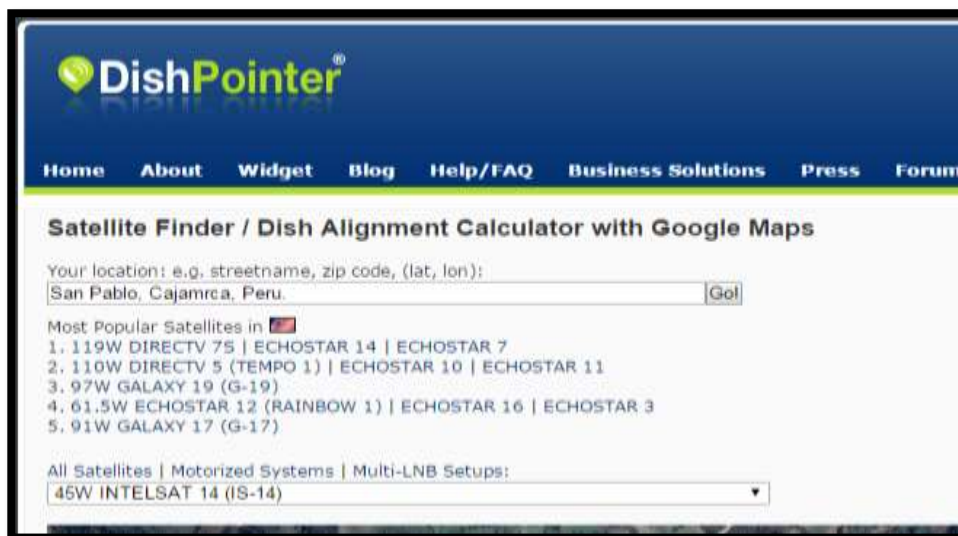 DishPointer®
Home About Widget Blog Help/FAQ Business Solutions Press Forum
Satellite Finder / Dish Alignment Calculator with Google Maps
Your location: e.g. streetname, zip code, (lat, lon):
San Pablo, Cajamrca, Peru. Go!
Most Popular Satellites in
1. 119W DIRECTV 7S | ECHOSTAR 14 | ECHOSTAR 7
2. 110W DIRECTV 5 (TEMPO 1) | ECHOSTAR 10 | ECHOSTAR 11
3. 97W GALAXY 19 (G-19)
4. 61.5W ECHOSTAR 12 (RAINBOW 1) | ECHOSTAR 16 | ECHOSTAR 3
5. 91W GALAXY 17 (G-17)
All Satellites | Motorized Systems | Multi-LNB Setups:
45W INTELSAT 14 (IS-14)